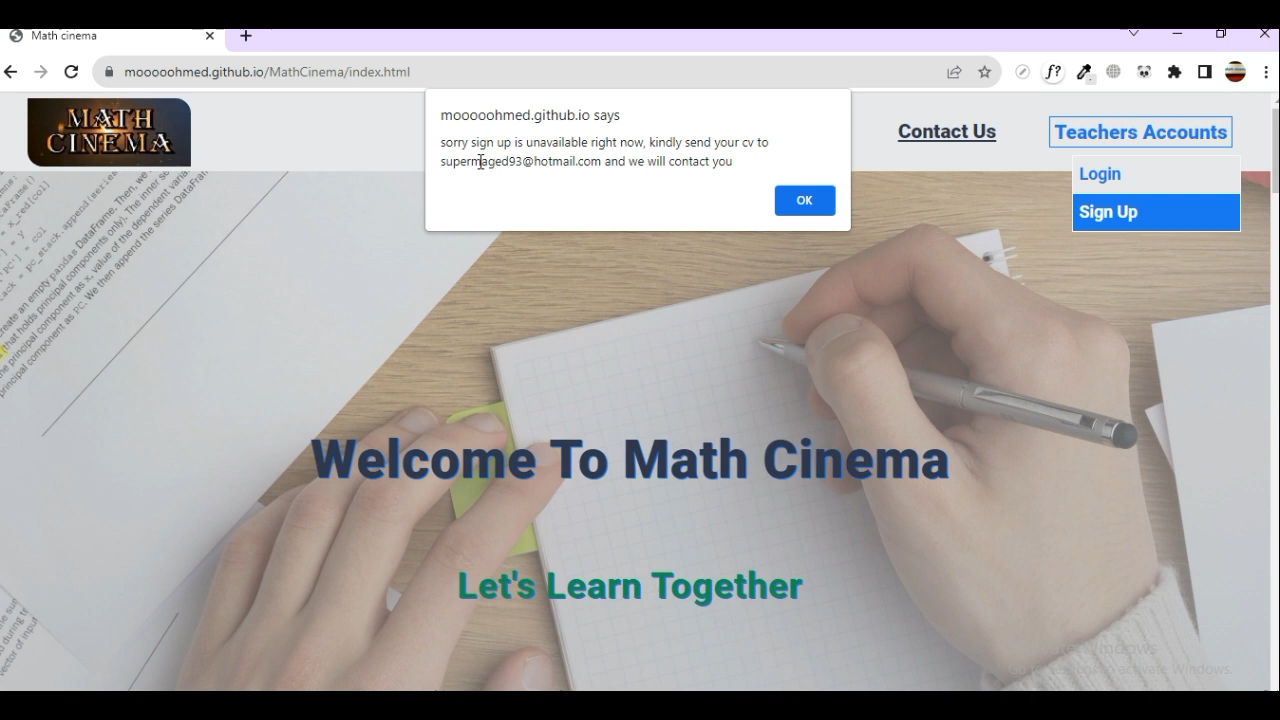 Math cinema
mooooohmed.github.io/MathCinema/index.html
f?
MATH
CINEMA
mooooohmed.github.io says
sorry sign up is unavailable right now, kindly send your cv to
supermaged93@hotmail.com and we will contact you
OK
Contact Us
Teachers Accounts
Login
Sign Up
Welcome To Math Cinema
Let's Learn Together